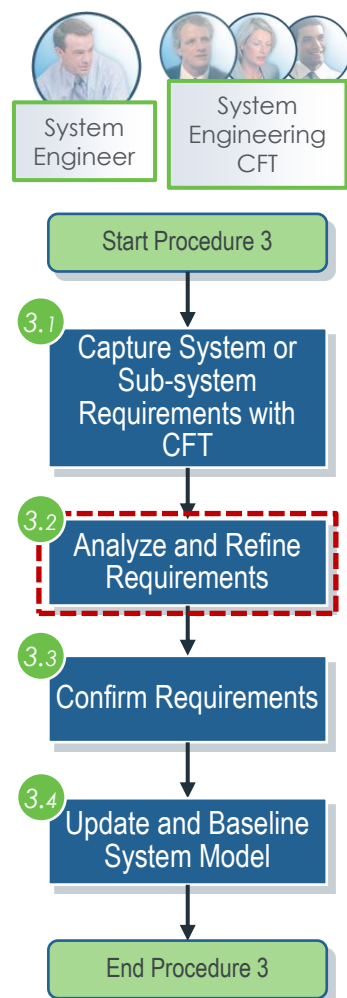 System
Engineer
System
Engineering
CFT
Start Procedure 3
3.1
Capture System or
Sub-system
Requirements with
CFT
3.2
Analyze and Refine
Requirements
3.3
Confirm Requirements
3.4
Update and Baseline
System Model
End Procedure 3